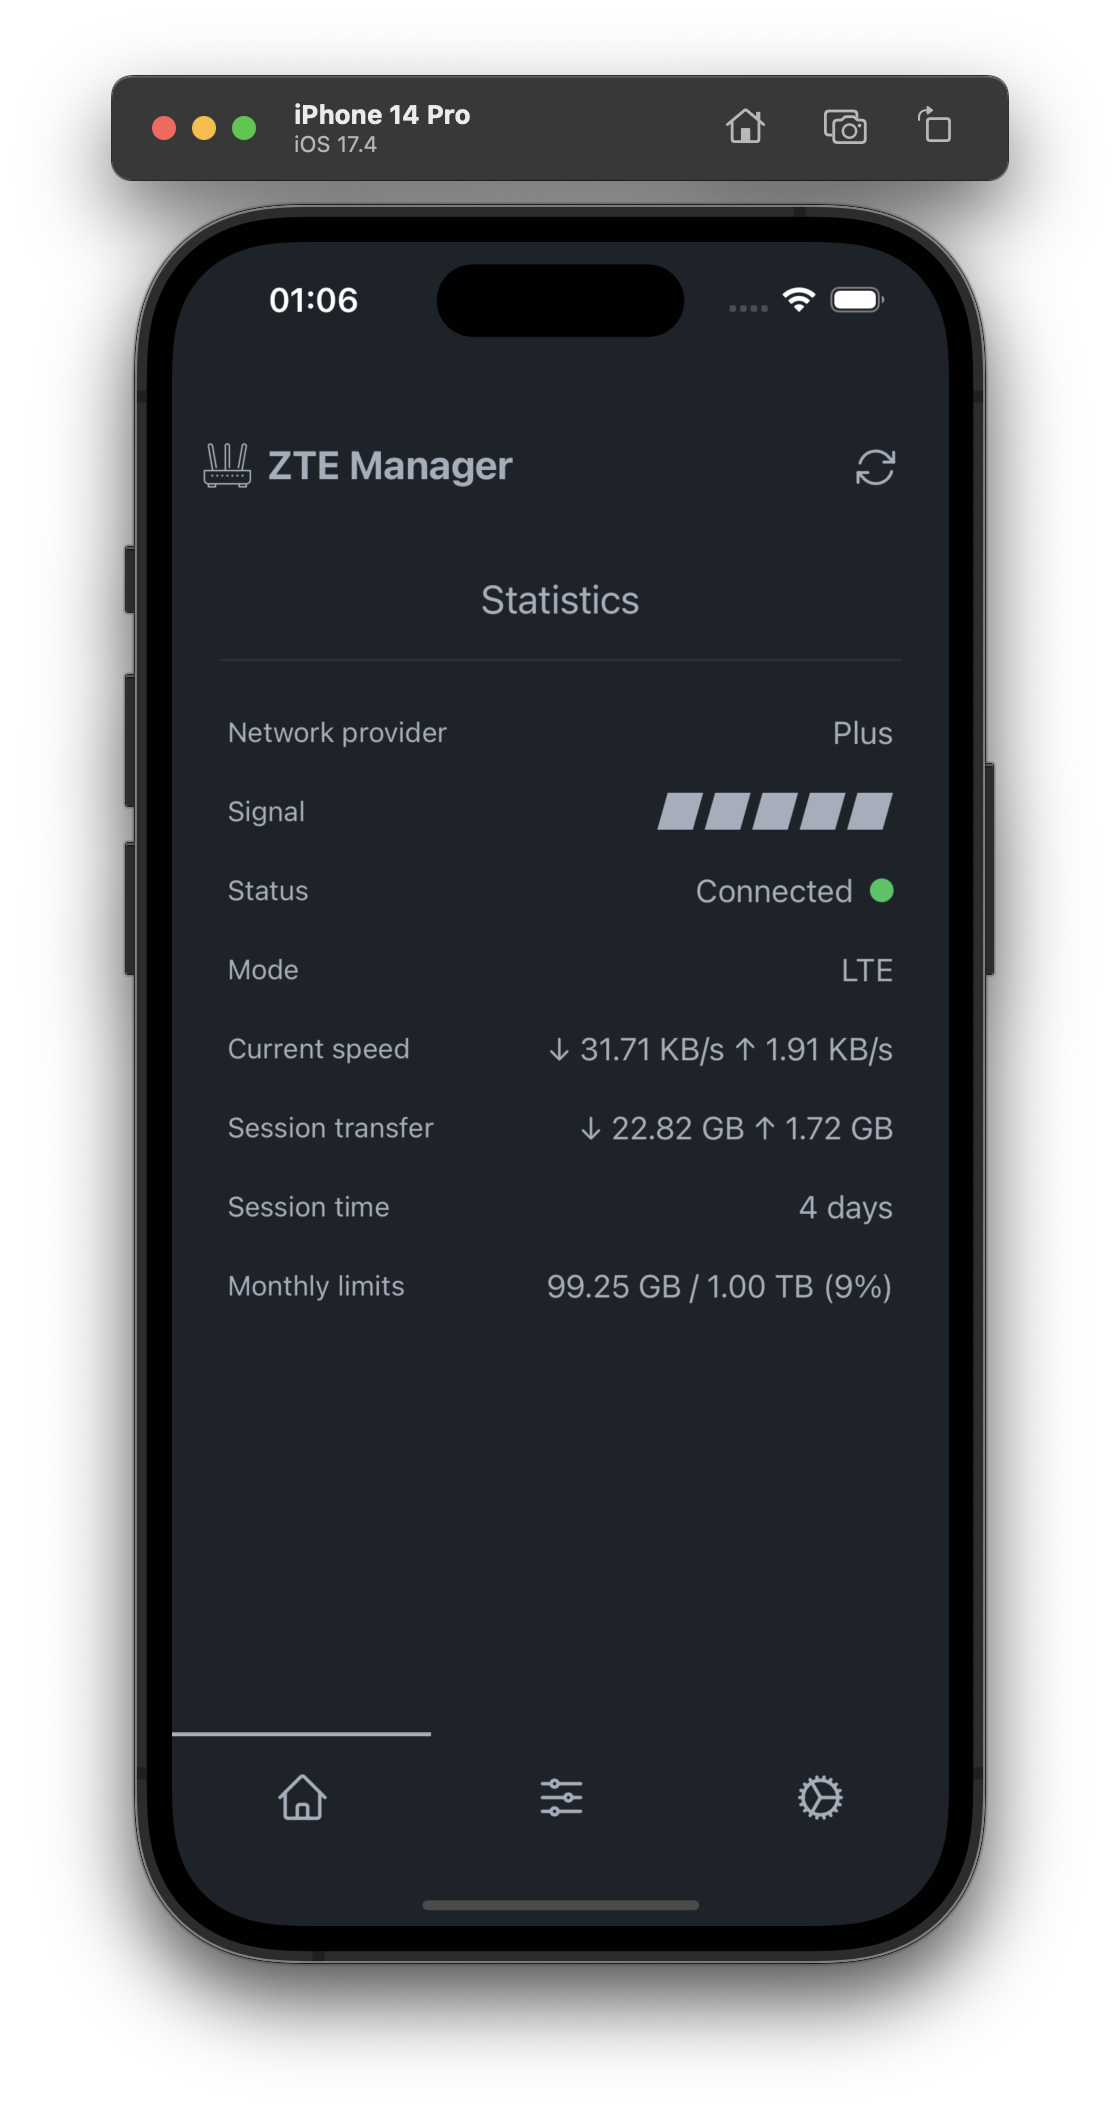 iPhone 14 Pro
iOS 17.4
01:06
ZTE Manager
Statistics
Network provider Plus
Signal
Status Connected
Mode LTE
Current speed ↓ 31.71 KB/s ↑ 1.91 KB/s
Session transfer ↓ 22.82 GB ↑ 1.72 GB
Session time 4 days
Monthly limits 99.25 GB / 1.00 TB (9%)